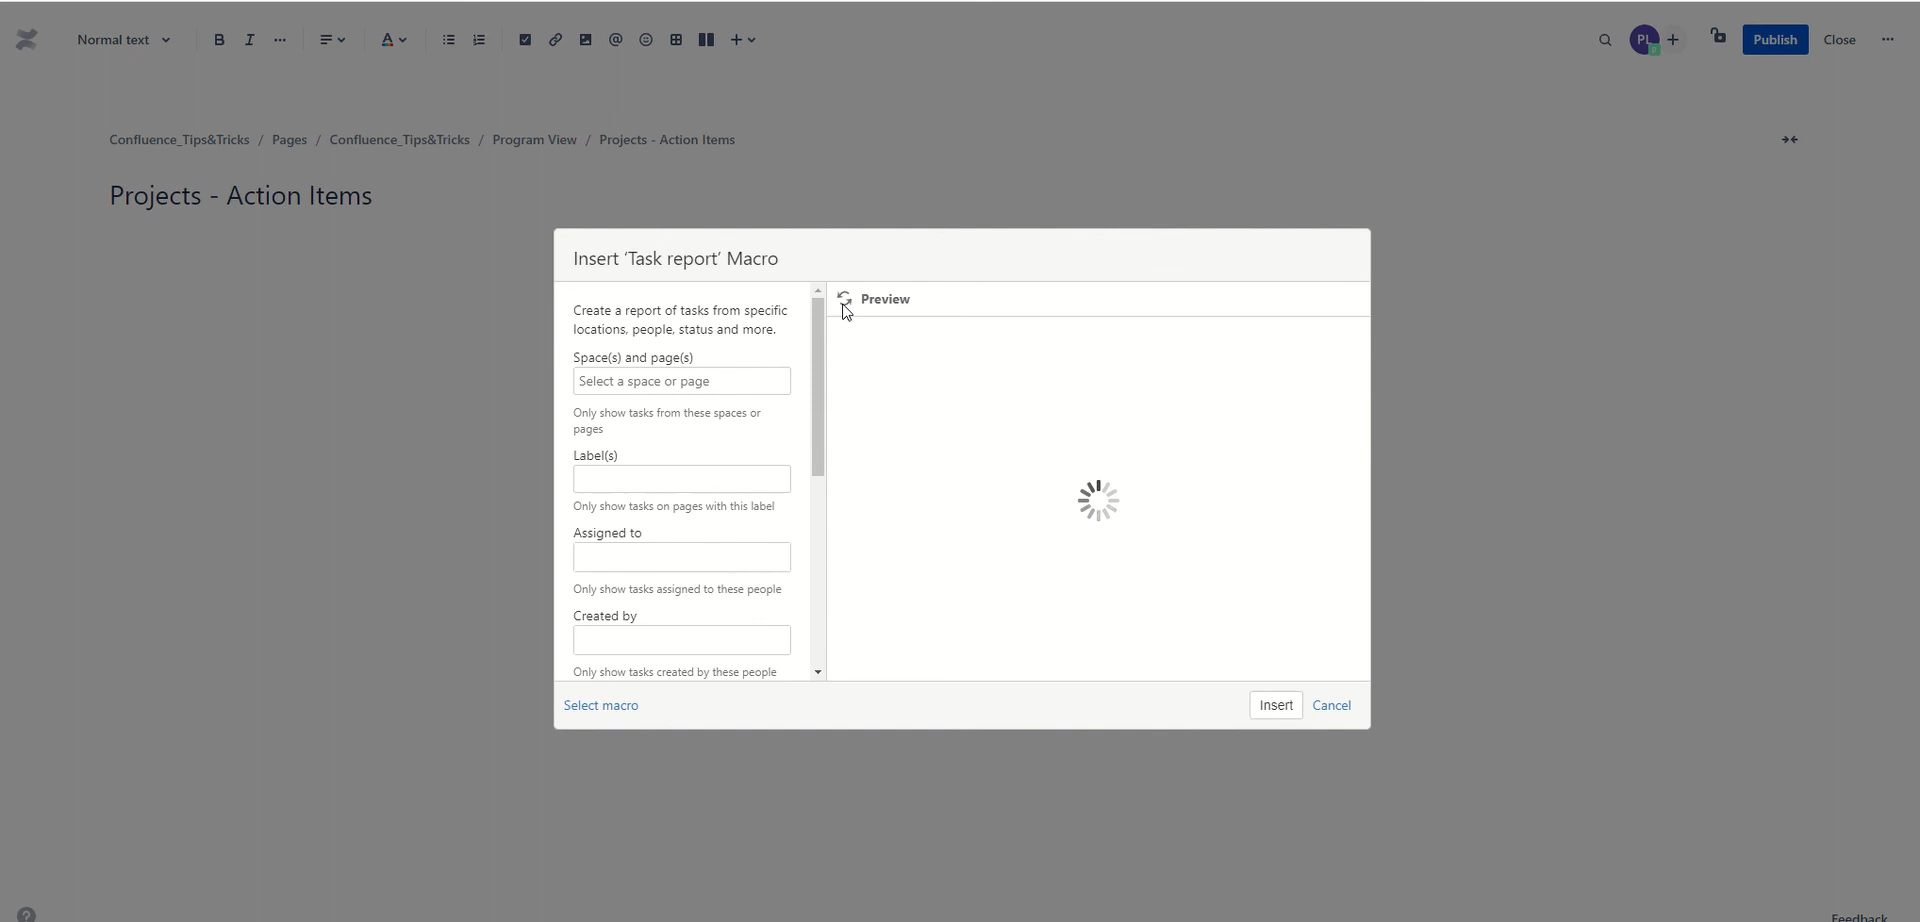 Normal text
B
I
A
PL
Publish
Close
Confluence_Tips&Tricks / Pages / Confluence_Tips&Tricks / Program View / Projects - Action Items
Projects - Action Items
Insert ‘Task report’ Macro
Create a report of tasks from specific
locations, people, status and more.
Space(s) and page(s)
Select a space or page
Only show tasks from these spaces or
pages
Label(s)
Only show tasks on pages with this label
Assigned to
Only show tasks assigned to these people
Created by
Only show tasks created by these people
Preview
Select macro
Insert
Cancel
Feedback